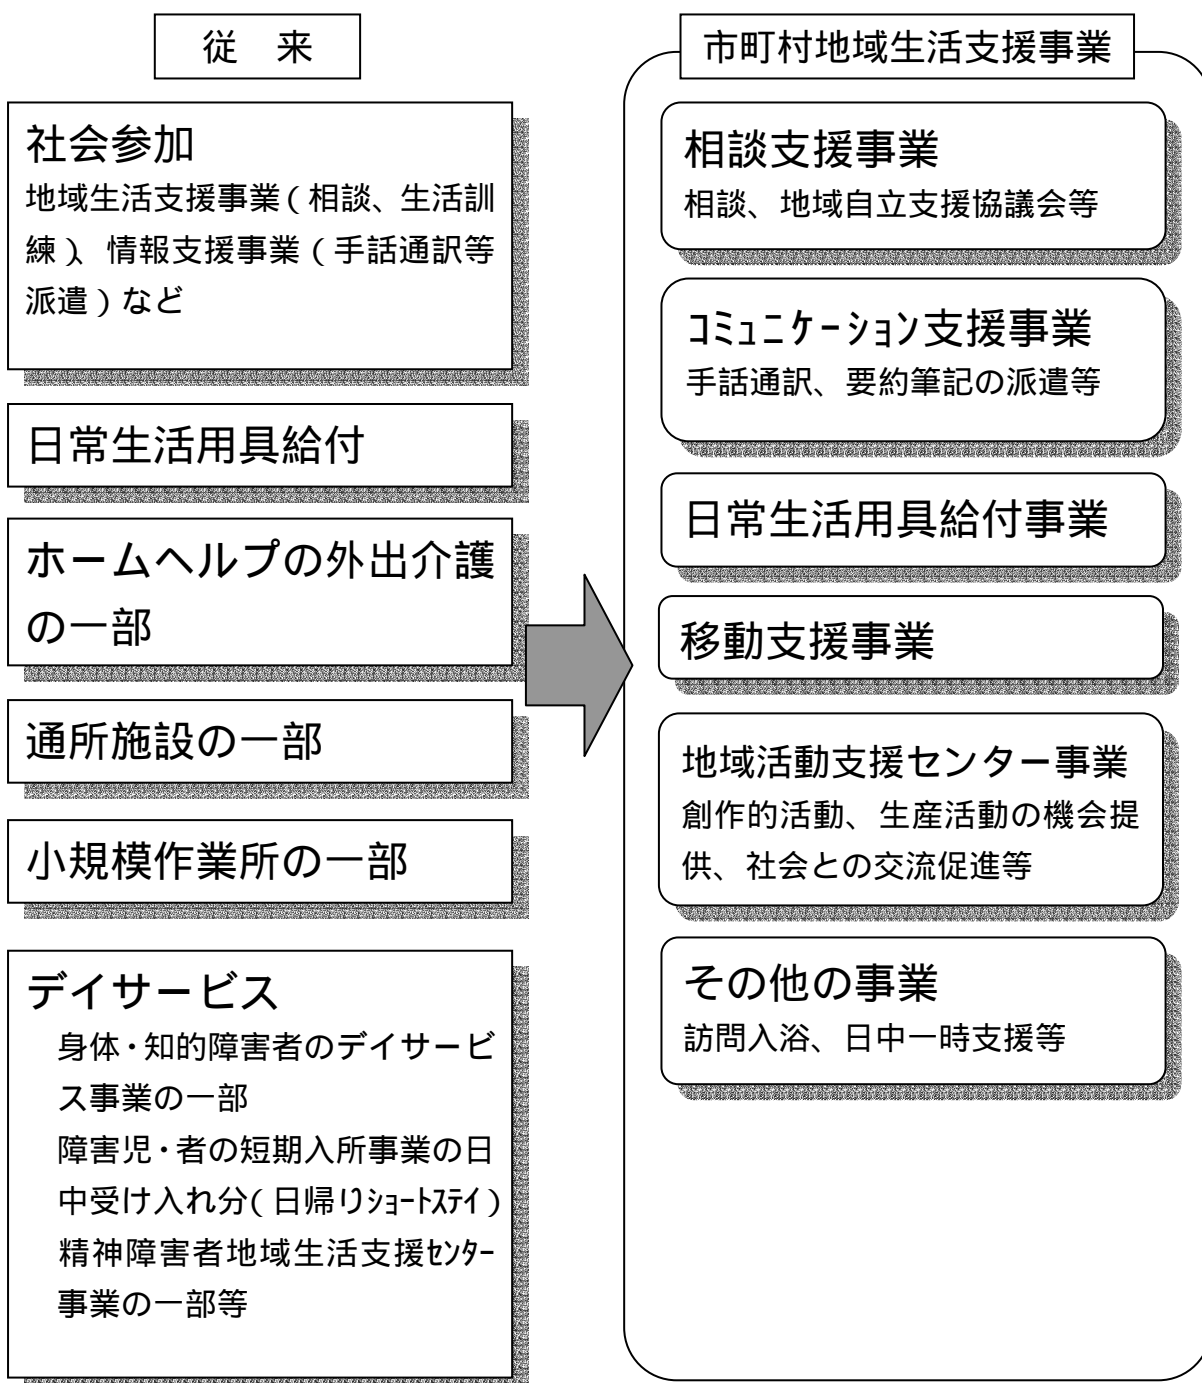 従 来
社会参加
地域生活支援事業(相談、生活訓
練)、情報支援事業(手話通訳等
派遣)など
日常生活用具給付
ホームヘルプの外出介護
の一部
通所施設の一部
小規模作業所の一部
デイサービス
身体・知的障害者のデイサービ
ス事業の一部
障害児・者の短期入所事業の日
中受け入れ分(日帰りショートステイ)
精神障害者地域生活支援センター
事業の一部等
市町村地域生活支援事業
相談支援事業
相談、地域自立支援協議会等
コミュニケーション支援事業
手話通訳、要約筆記の派遣等
日常生活用具給付事業
移動支援事業
地域活動支援センター事業
創作的活動、生産活動の機会提
供、社会との交流促進等
その他の事業
訪問入浴、日中一時支援等